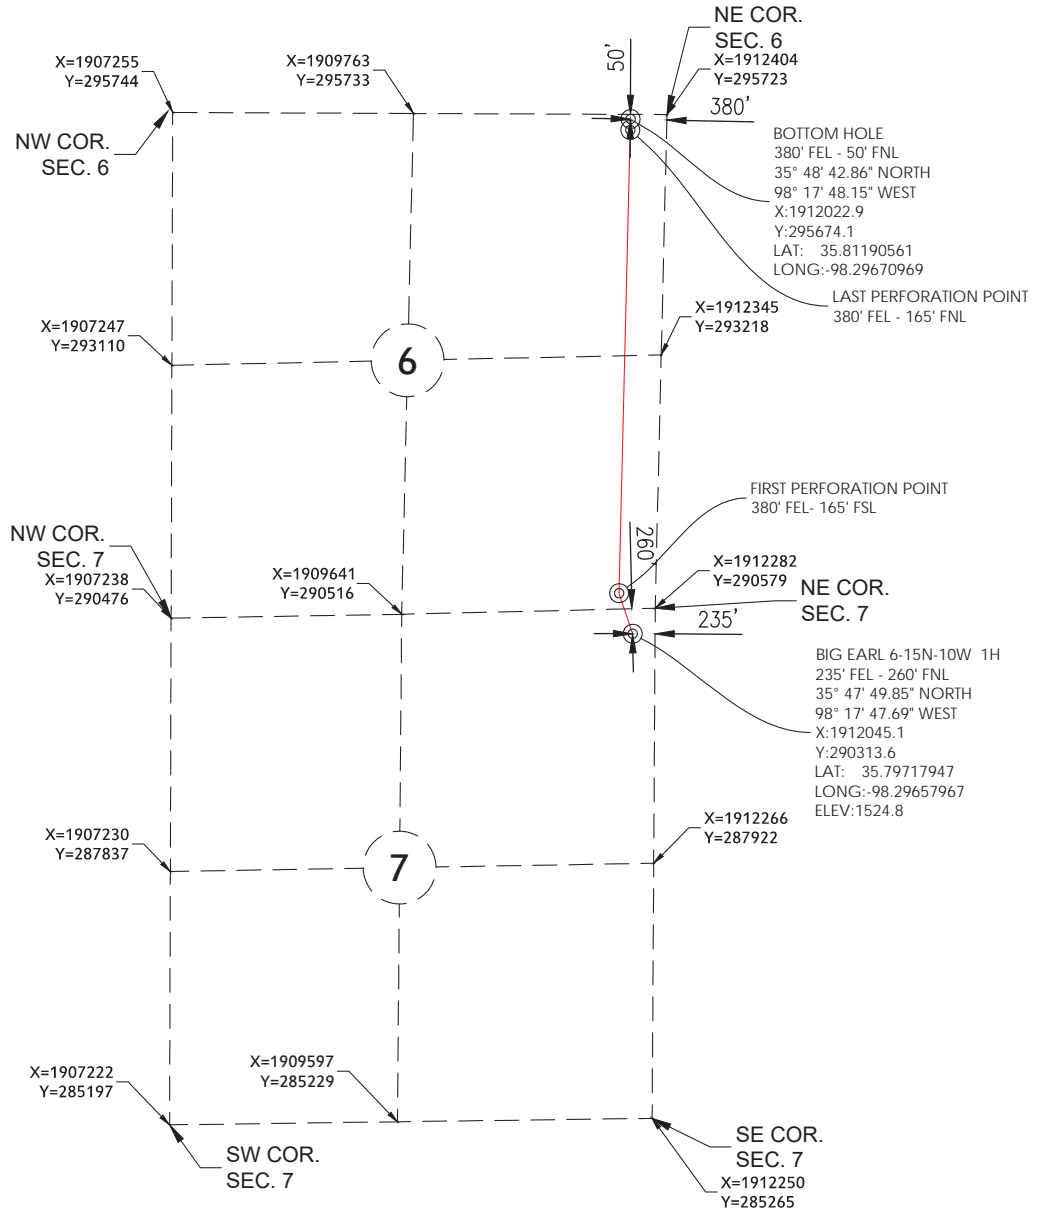 NE COR.
SEC. 6
X=1912404
Y=295723
50'
380'
X=1907255
Y=295744
X=1909763
Y=295733
NW COR.
SEC. 6
BOTTOM HOLE
380' FEL - 50' FNL
35° 48' 42.86" NORTH
98° 17' 48.15" WEST
X:1912022.9
Y:295674.1
LAT: 35.81190561
LONG:-98.29670969
LAST PERFORATION POINT
380' FEL - 165' FNL
X=1907247
Y=293110
X=1912345
Y=293218
6
FIRST PERFORATION POINT
380' FEL- 165' FSL
260'
NW COR.
SEC. 7
X=1907238
Y=290476
X=1909641
Y=290516
X=1912282
Y=290579
NE COR.
SEC. 7
235'
BIG EARL 6-15N-10W 1H
235' FEL - 260' FNL
35° 47' 49.85" NORTH
98° 17' 47.69" WEST
X:1912045.1
Y:290313.6
LAT: 35.79717947
LONG:-98.29657967
ELEV:1524.8
X=1907230
Y=287837
X=1912266
Y=287922
7
X=1907222
Y=285197
X=1909597
Y=285229
SW COR.
SEC. 7
SE COR.
SEC. 7
X=1912250
Y=285265